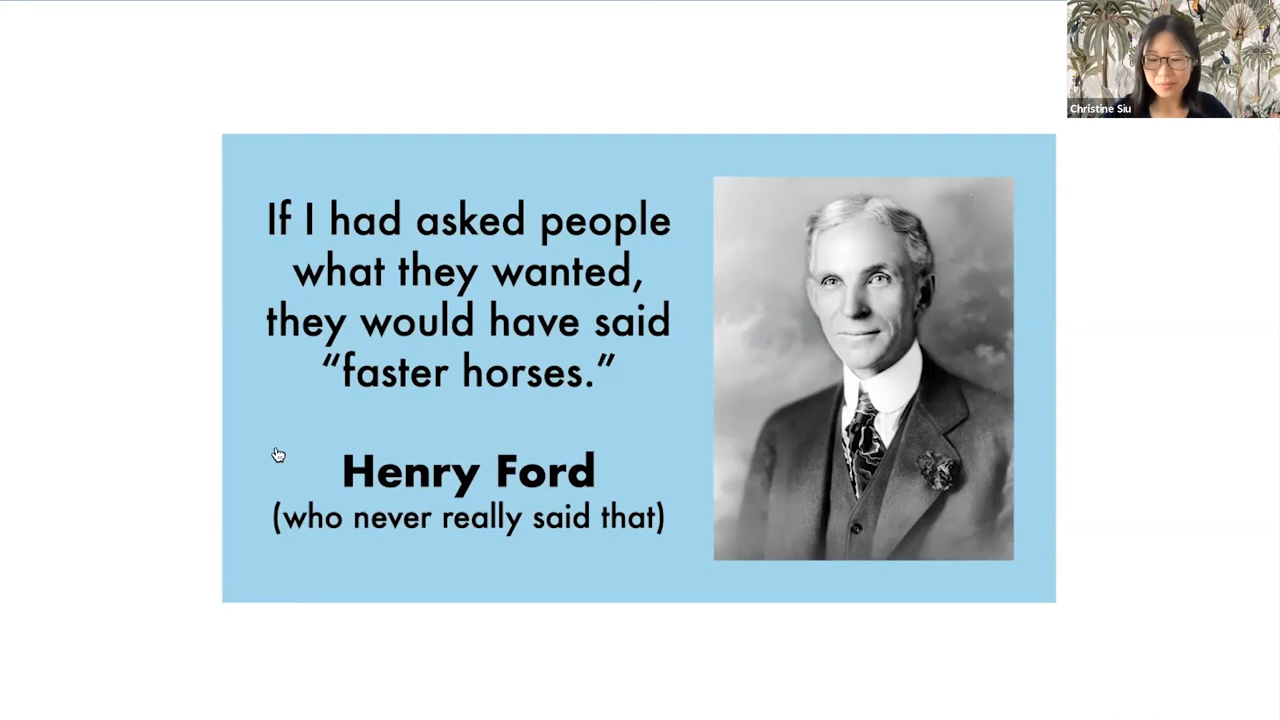 Christine Siu
If I had asked people
what they wanted,
they would have said
“faster horses.”
Henry Ford
(who never really said that)